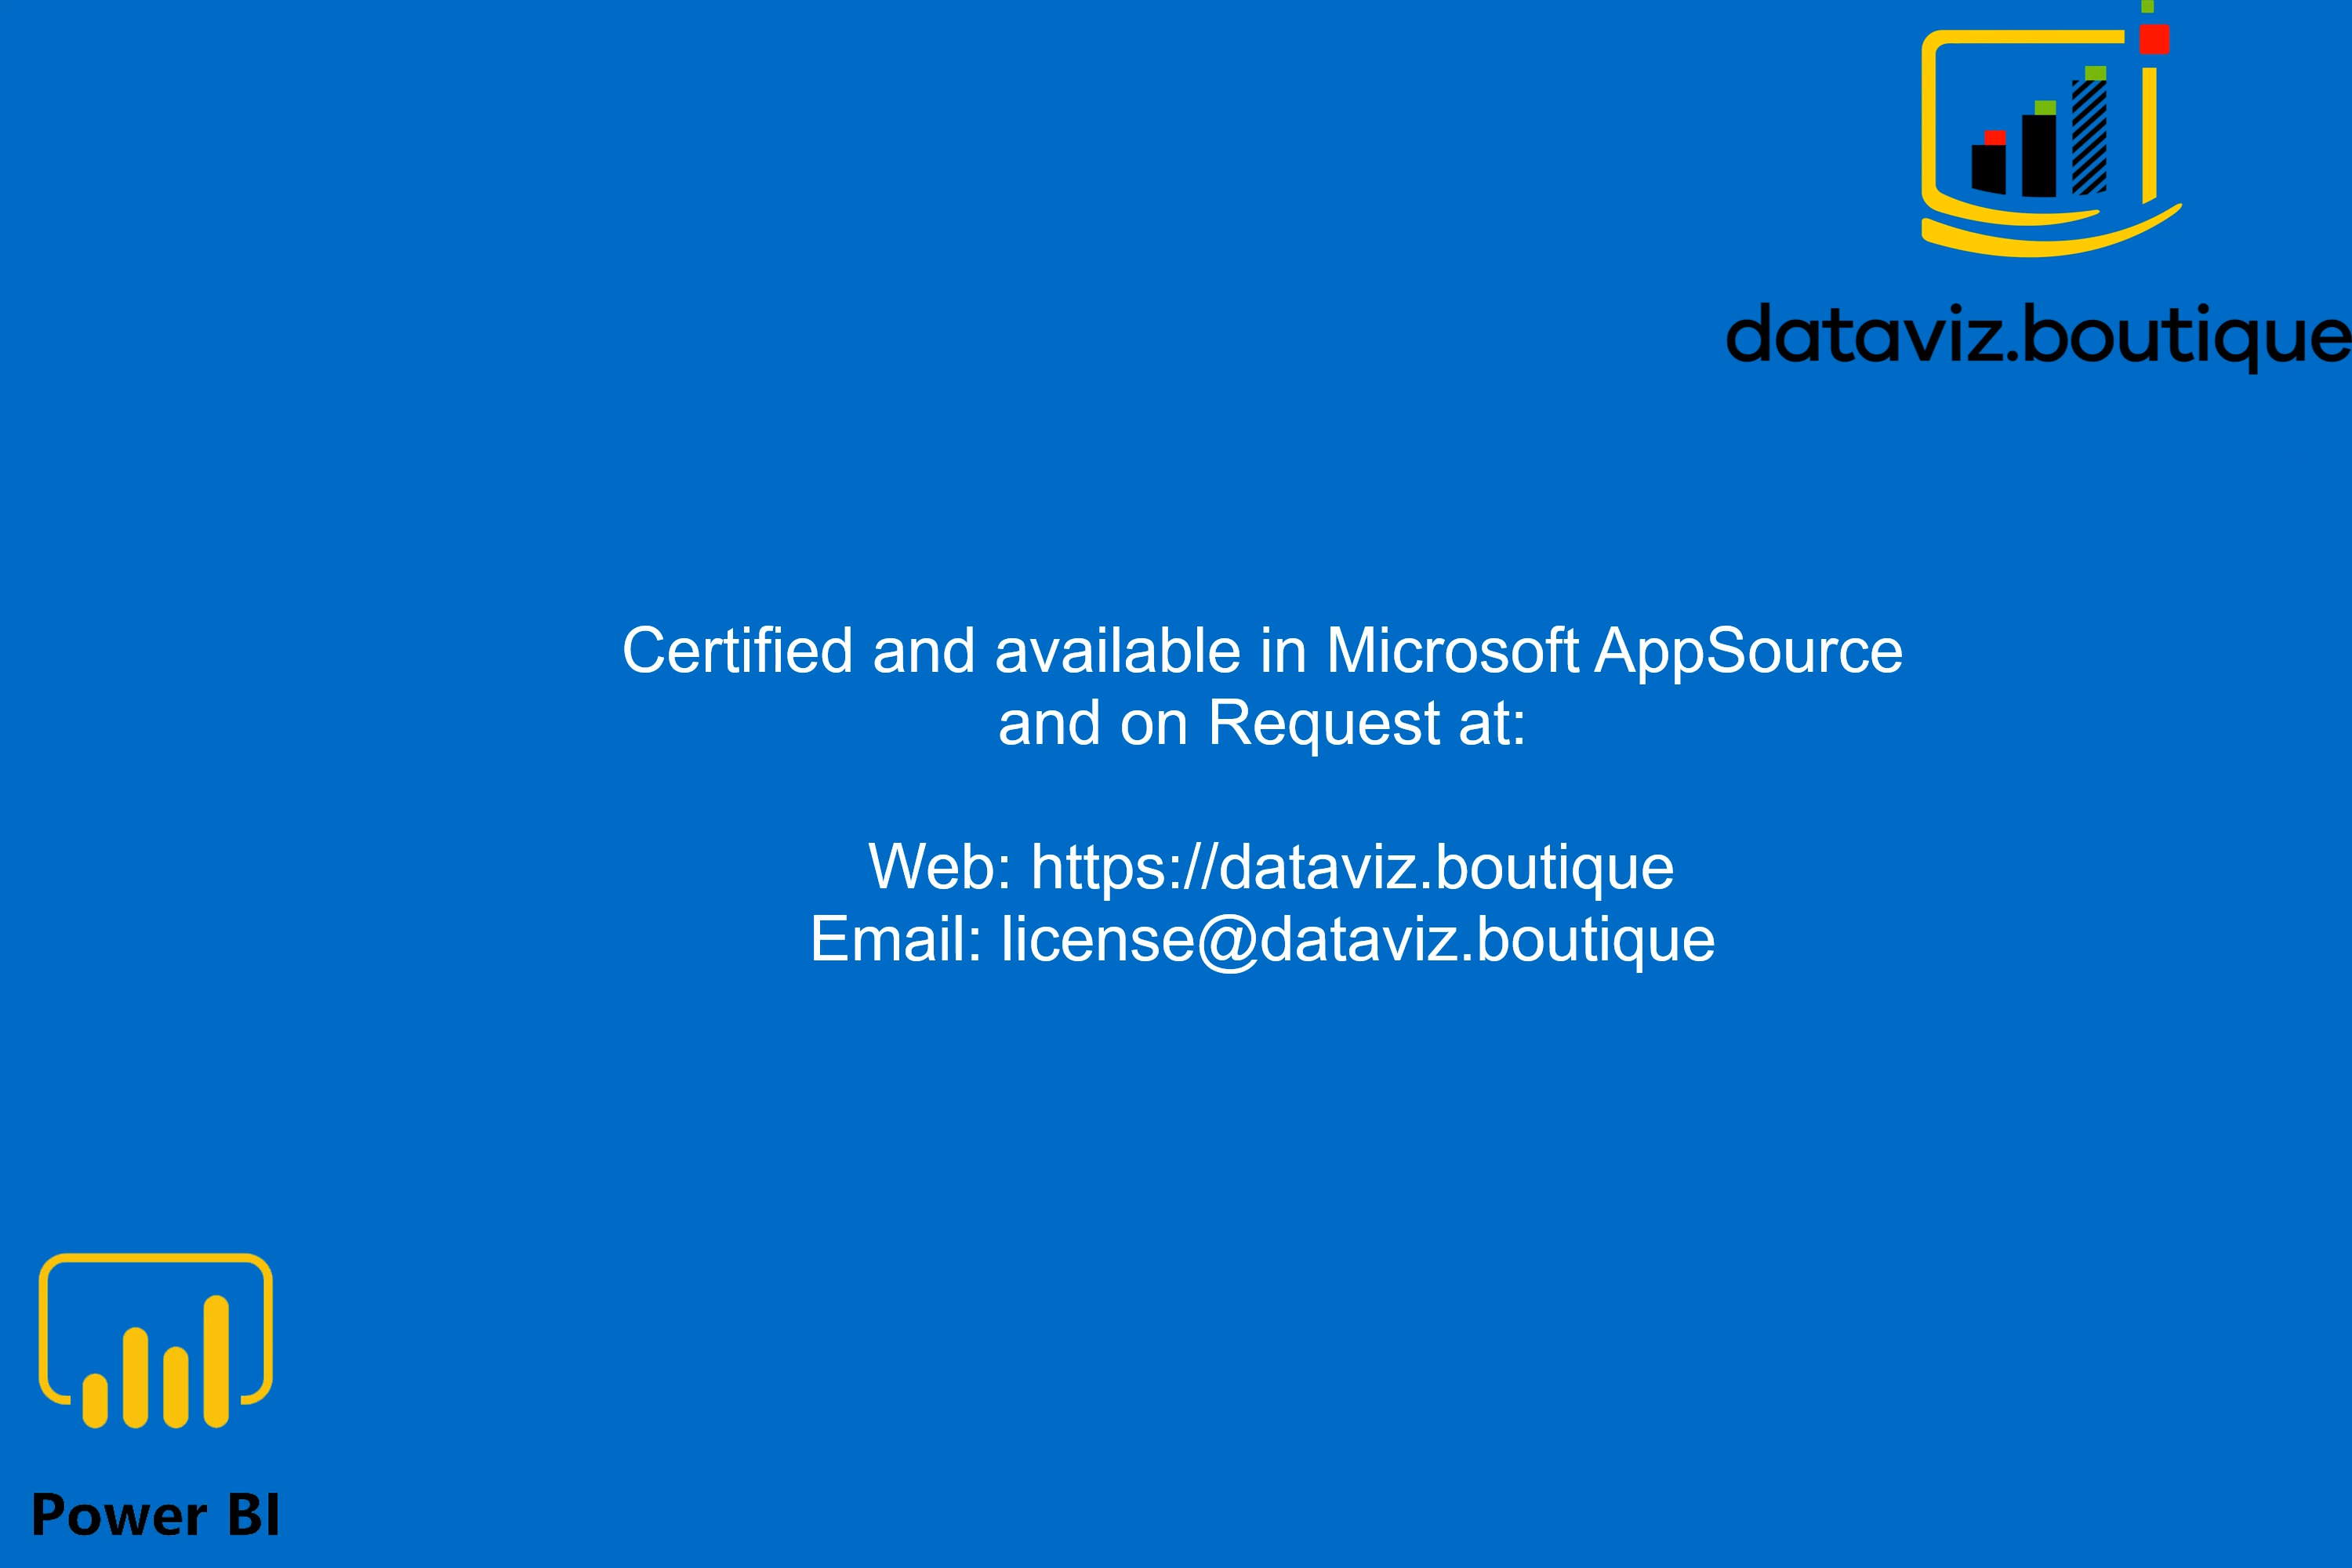 dataviz.boutique
Certified and available in Microsoft AppSource
and on Request at:
Web: https://dataviz.boutique
Email: license@dataviz.boutique
Power BI